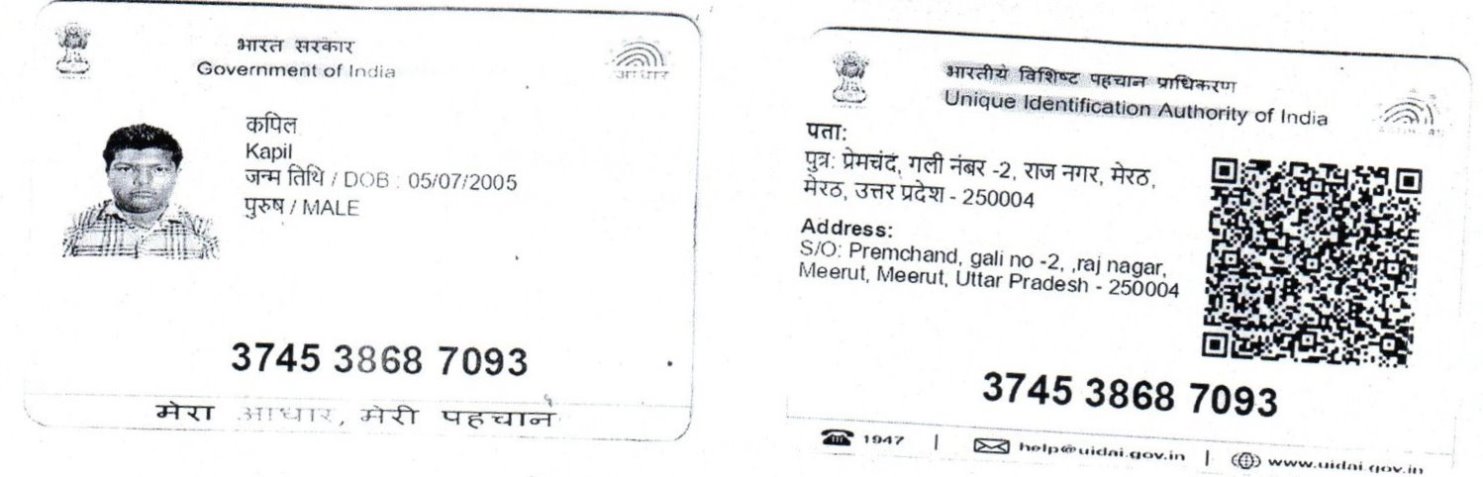 भारत सरकार
Government of India
आधार
कपिल
Kapil
जन्म तिथि / DOB : 05/07/2005
पुरुष / MALE
3745 3868 7093
मेरा आधार, मेरी पहचान
भारतीय विशिष्ट पहचान प्राधिकरण
Unique Identification Authority of India
पता:
पुत्र: प्रेमचंद, गली नंबर -2, राज नगर, मेरठ,
मेरठ, उत्तर प्रदेश - 250004
Address:
S/O: Premchand, gali no -2, ,raj nagar,
Meerut, Meerut, Uttar Pradesh - 250004
3745 3868 7093
1947 | help@uidai.gov.in | www.uidai.gov.in